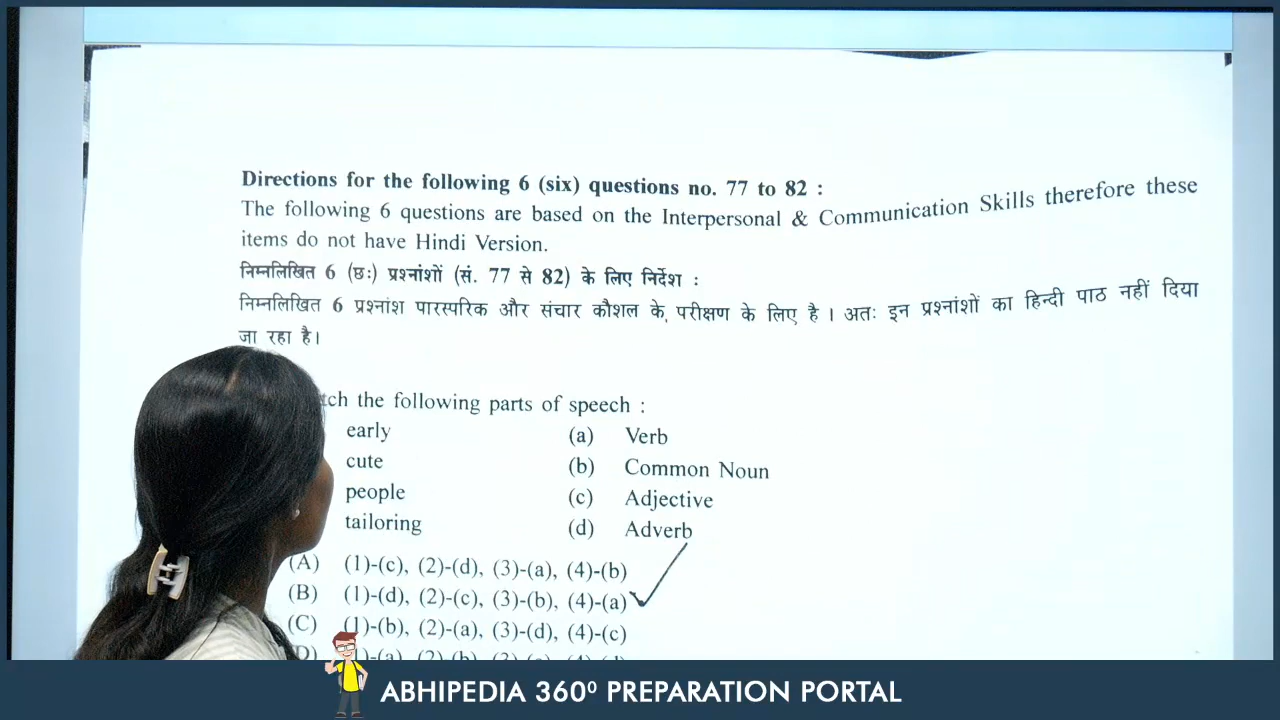 Directions for the following 6 (six) questions no. 77 to 82 :
The following 6 questions are based on the Interpersonal & Communication Skills therefore these
items do not have Hindi Version.
निम्नलिखित 6 (छः) प्रश्नांशों (सं. 77 से 82) के लिए निर्देश :
निम्नलिखित 6 प्रश्नांश पारस्परिक और संचार कौशल के, परीक्षण के लिए है । अतः इन प्रश्नांशों का हिन्दी पाठ नहीं दिया
जा रहा है।
the following parts of speech :
early (a) Verb
cute (b) Common Noun
people (c) Adjective
tailoring (d) Adverb
(A) (1)-(c), (2)-(d), (3)-(a), (4)-(b)
(B) (1)-(d), (2)-(c), (3)-(b), (4)-(a)
(C) (1)-(b), (2)-(a), (3)-(d), (4)-(c)
ABHIPEDIA 360⁰ PREPARATION PORTAL